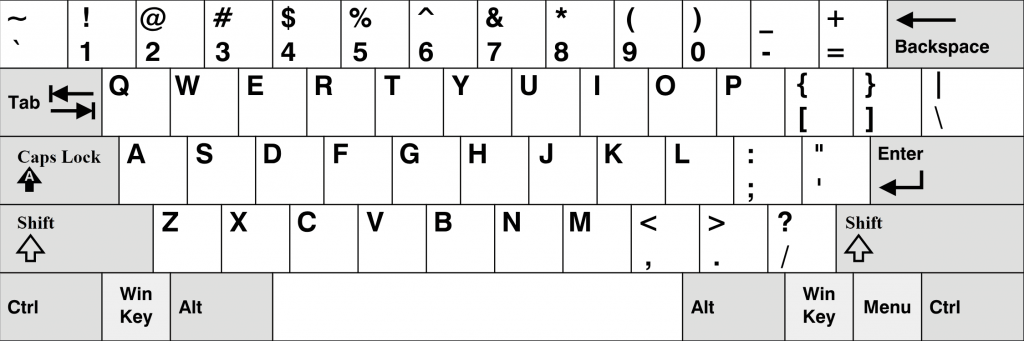 ~ ! @ # $ % ^ & * ( ) _ +
` 1 2 3 4 5 6 7 8 9 0 - = Backspace
Tab Q W E R T Y U I O P { } |
[ ] \
Caps Lock A S D F G H J K L : " Enter
A ; '
Shift Z X C V B N M < > ? Shift
, . /
Ctrl Win Key Alt Alt Win Key Menu Ctrl